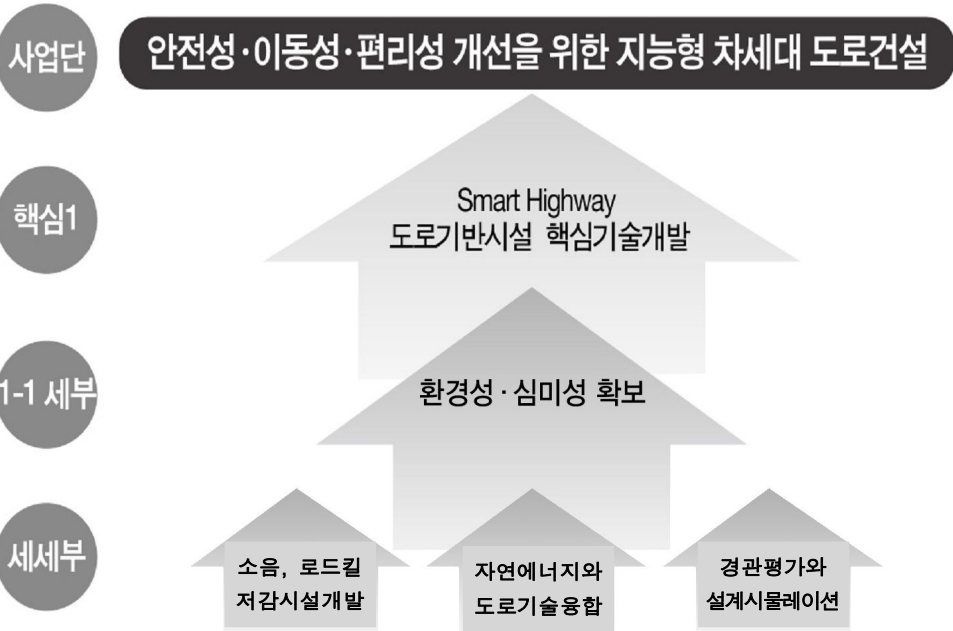 사업단
안전성·이동성·편리성 개선을 위한 지능형 차세대 도로건설
핵심1
Smart Highway
도로기반시설 핵심기술개발
1-1 세부
환경성·심미성 확보
세세부
소음, 로드킬
저감시설개발
자연에너지와
도로기술융합
경관평가와
설계시물레이션